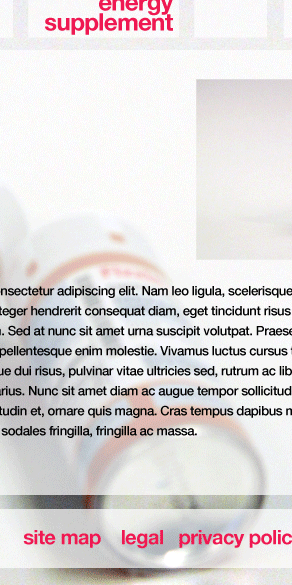 energy
supplement
nsectetur adipiscing elit. Nam leo ligula, scelerisque
teger hendrerit consequat diam, eget tincidunt risus
. Sed at nunc sit amet urna suscipit volutpat. Praese
pellentesque enim molestie. Vivamus luctus cursus
ue dui risus, pulvinar vitae ultricies sed, rutrum ac lib
arius. Nunc sit amet diam ac augue tempor sollicitud
tudin et, ornare quis magna. Cras tempus dapibus
sodales fringilla, fringilla ac massa.
site map legal privacy polic